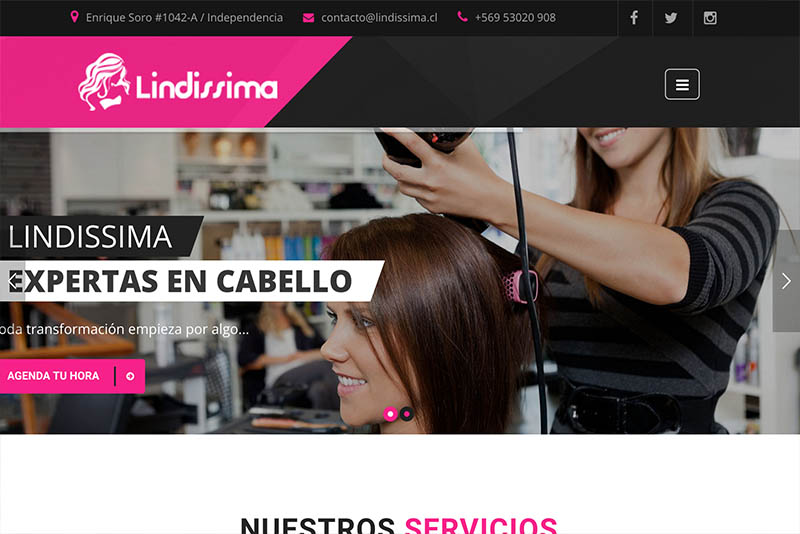 Enrique Soro #1042-A / Independencia contacto@lindissima.cl +569 53020 908
Lindissima
LINDISSIMA
EXPERTAS EN CABELLO
oda transformación empieza por algo...
AGENDA TU HORA
NUESTROS SERVICIOS